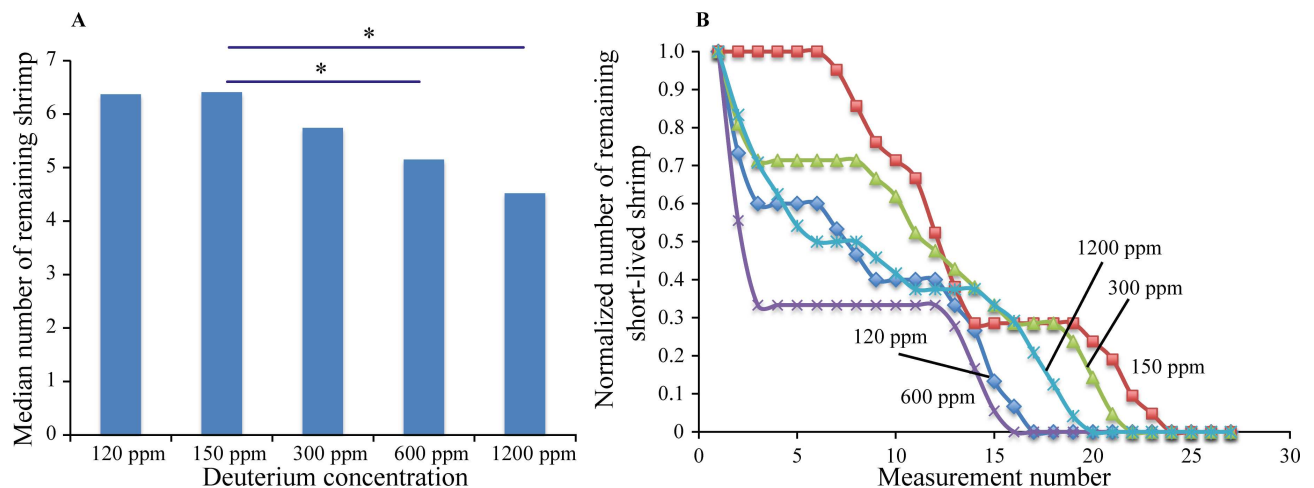 A
Median number of remaining shrimp
7
6
5
4
3
2
1
0
*
*
120 ppm 150 ppm 300 ppm 600 ppm 1200 ppm
Deuterium concentration
B
Normalized number of remaining
short-lived shrimp
1.0
0.9
0.8
0.7
0.6
0.5
0.4
0.3
0.2
0.1
0
1200 ppm
300 ppm
120 ppm
150 ppm
600 ppm
0 5 10 15 20 25 30
Measurement number